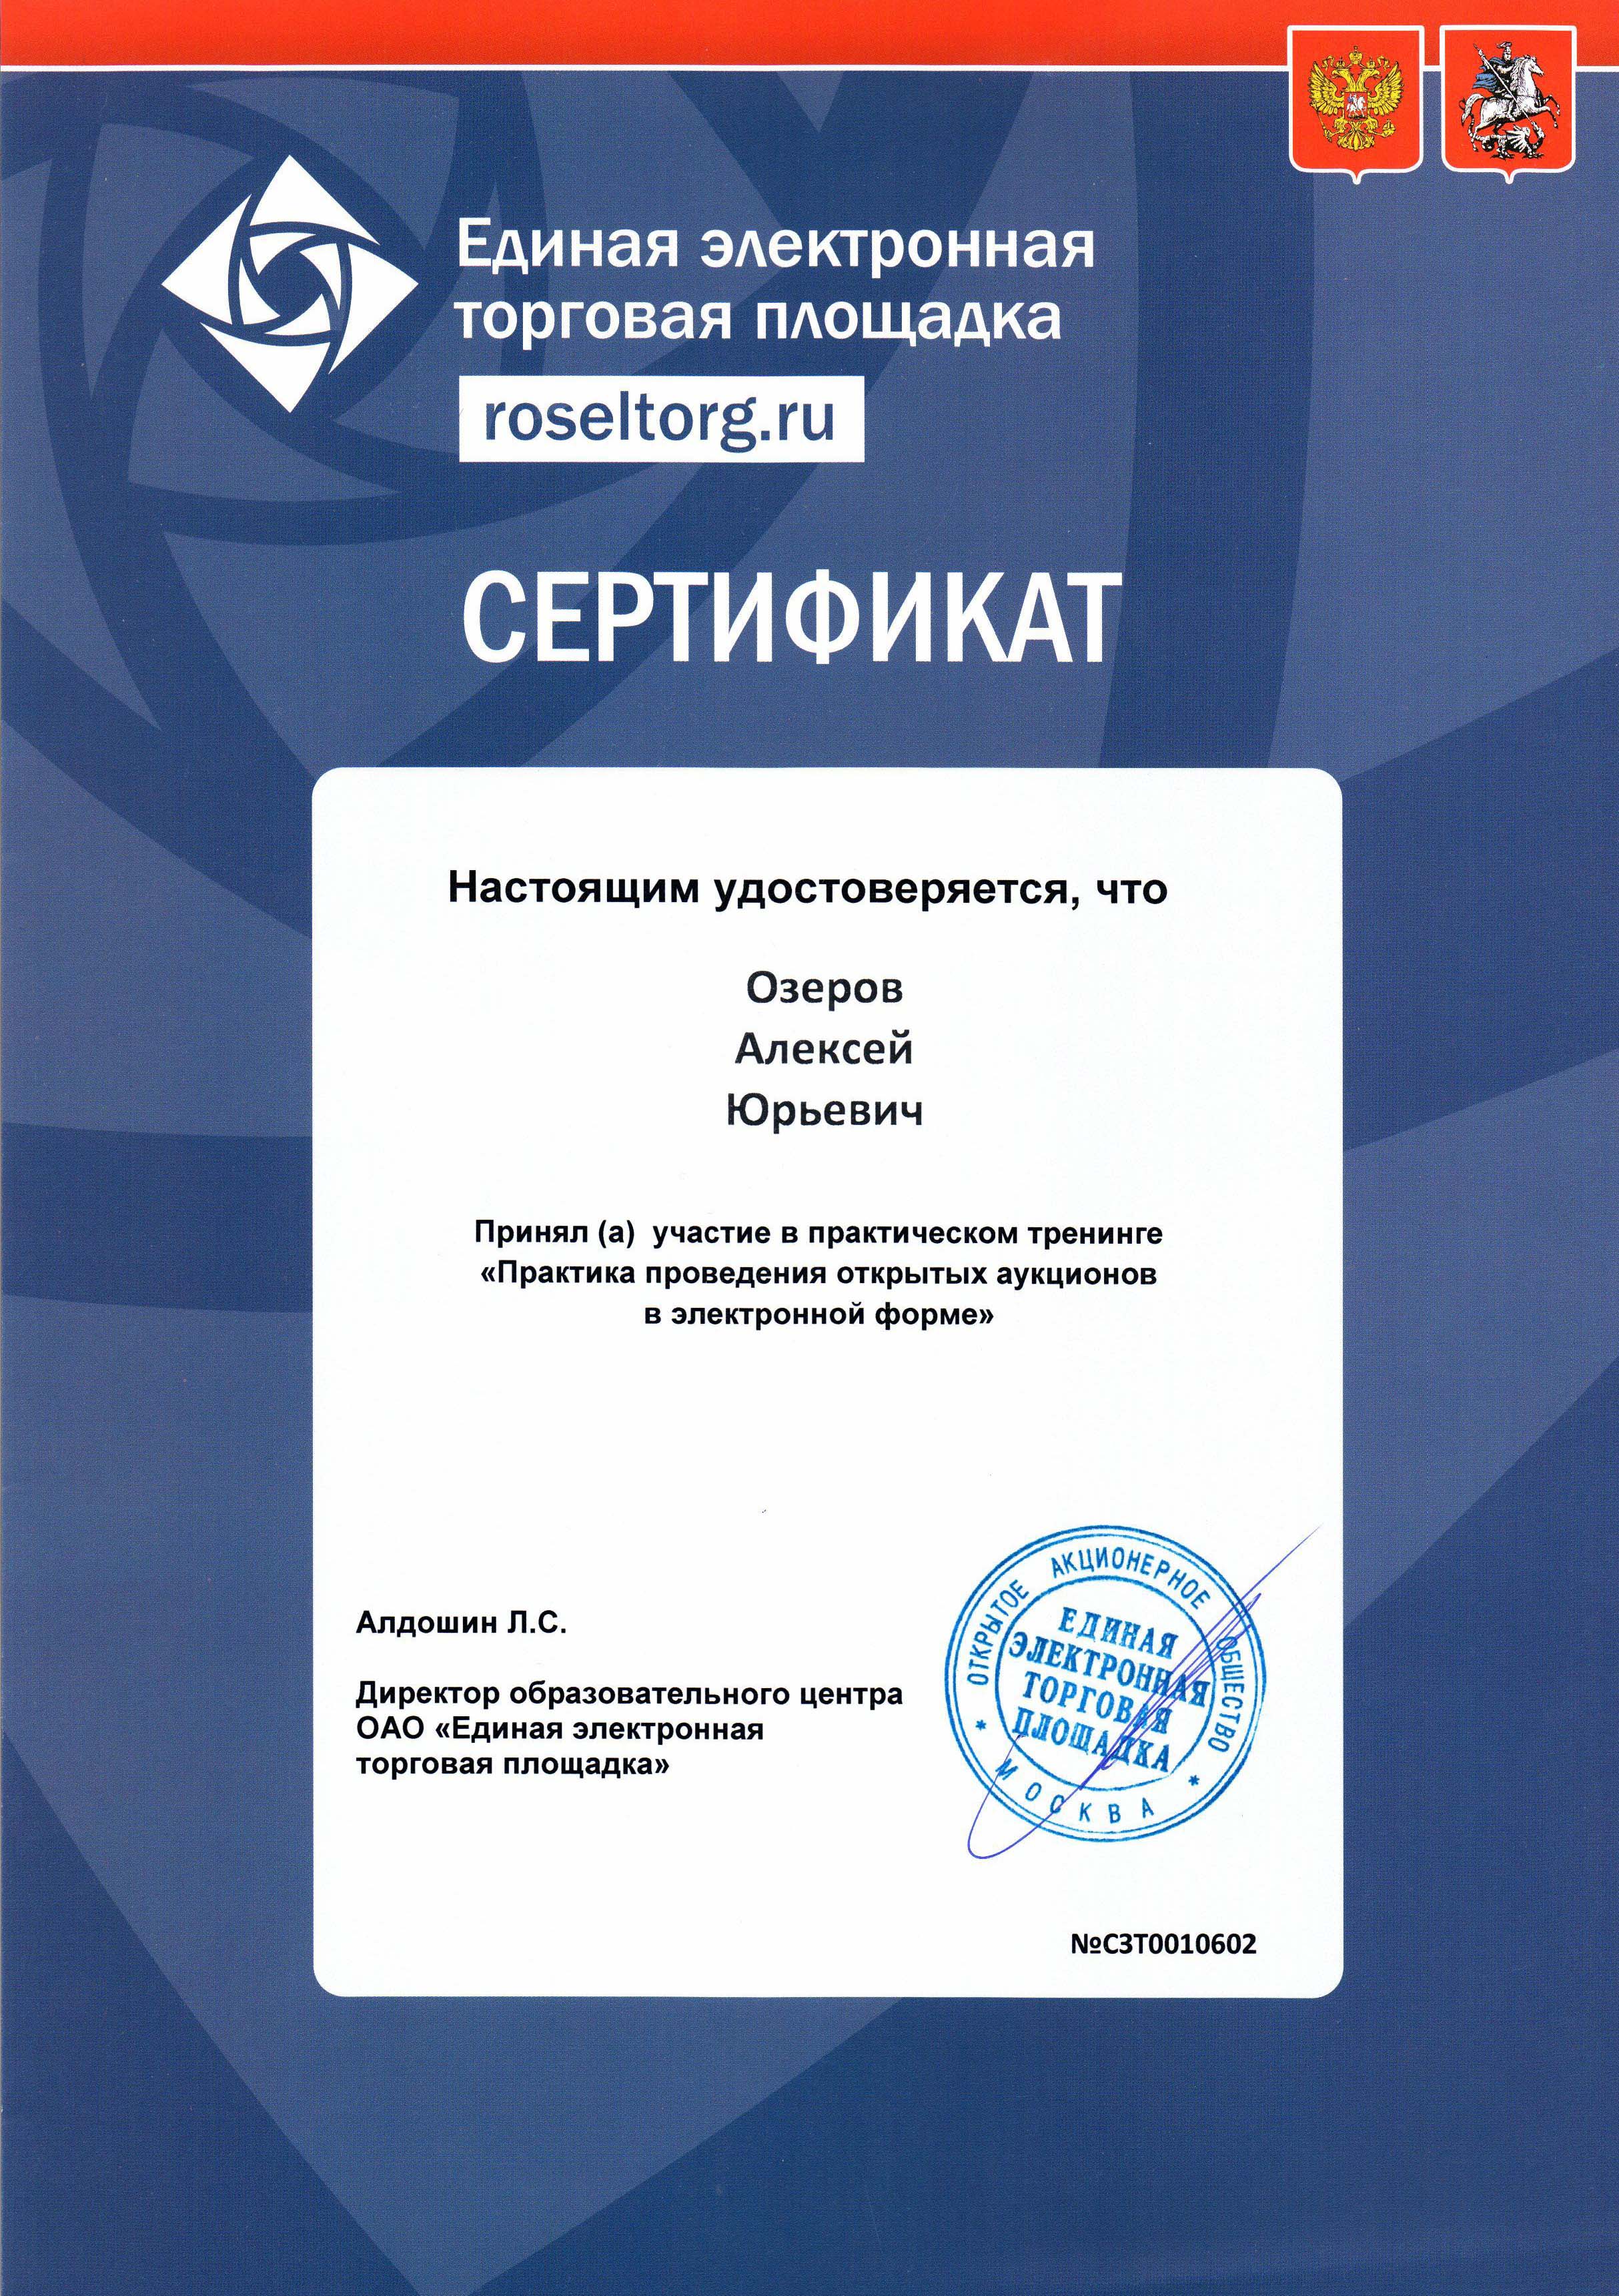 Единая электронная
торговая площадка
roseltorg.ru
СЕРТИФИКАТ
Настоящим удостоверяется, что
Озеров
Алексей
Юрьевич
Принял (а)  участие в практическом тренинге
«Практика проведения открытых аукционов
в электронной форме»
Алдошин Л.С.
Директор образовательного центра
ОАО «Единая электронная
торговая площадка»
ОТКРЫТОЕ АКЦИОНЕРНОЕ ОБЩЕСТВО
ЕДИНАЯ
ЭЛЕКТРОННАЯ
ТОРГОВАЯ
ПЛОЩАДКА
* МОСКВА *
№СЗТ0010602